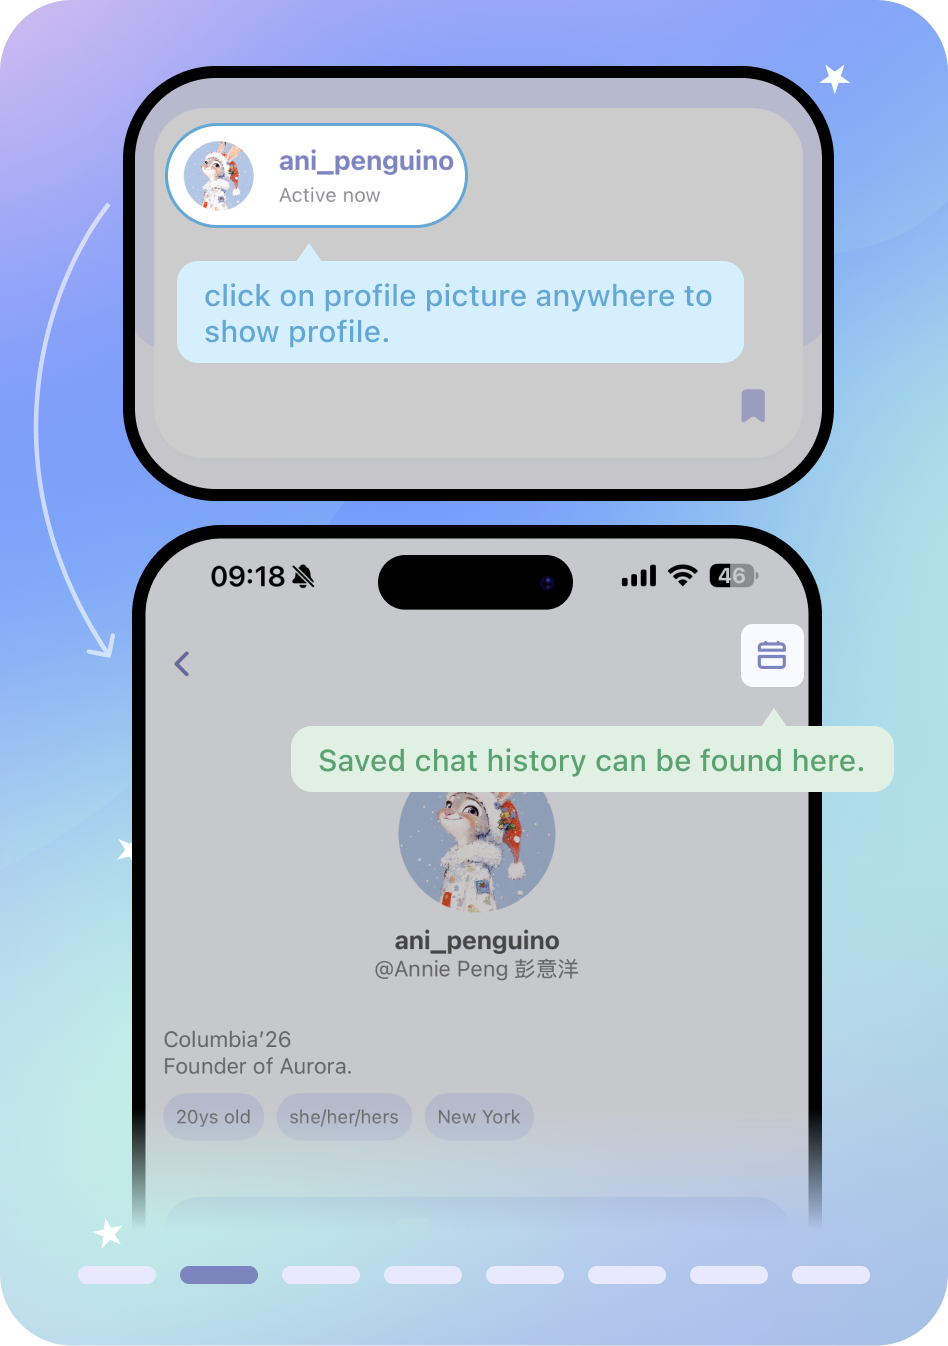 ani_penguino
Active now
click on profile picture anywhere to
show profile.
09:18
46
Saved chat history can be found here.
ani_penguino
@Annie Peng 彭意洋
Columbia’26
Founder of Aurora.
20ys old she/her/hers New York